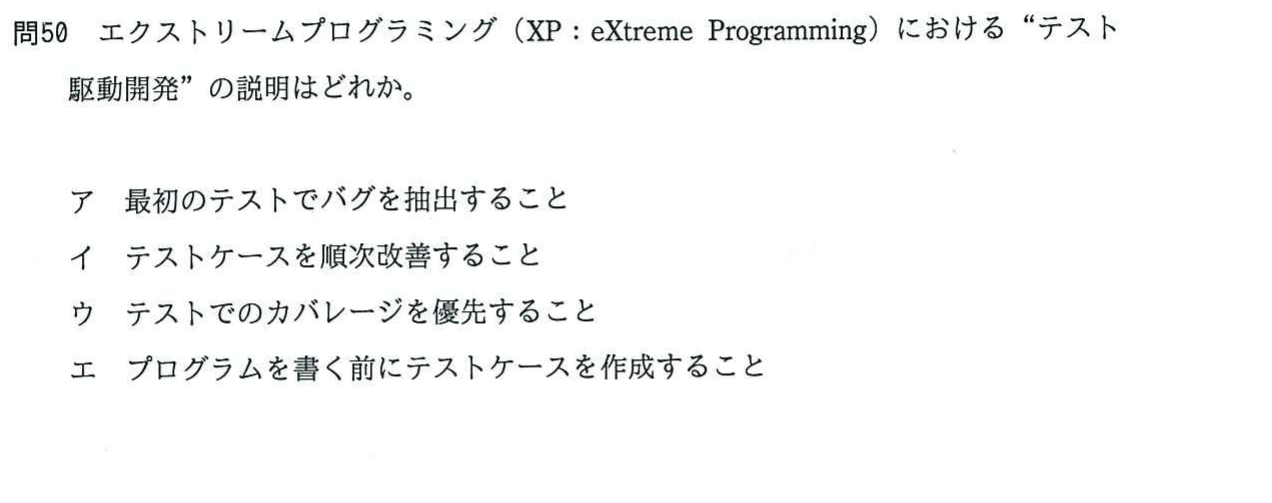 問50 エクストリームプログラミング（XP：eXtreme Programming）における“テスト
駆動開発”の説明はどれか。
ア 最初のテストでバグを抽出すること
イ テストケースを順次改善すること
ウ テストでのカバレージを優先すること
エ プログラムを書く前にテストケースを作成すること